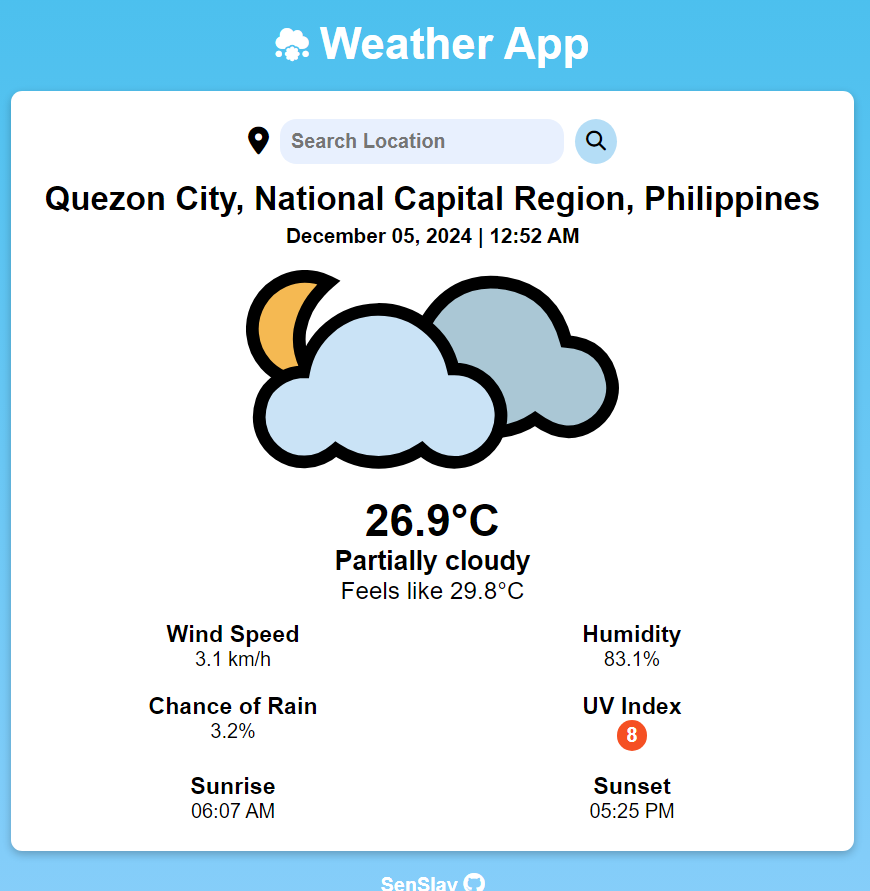 Weather App
Search Location
Quezon City, National Capital Region, Philippines
December 05, 2024 | 12:52 AM
26.9°C
Partially cloudy
Feels like 29.8°C
Wind Speed
3.1 km/h
Humidity
83.1%
Chance of Rain
3.2%
UV Index
8
Sunrise
06:07 AM
Sunset
05:25 PM
SenSlay